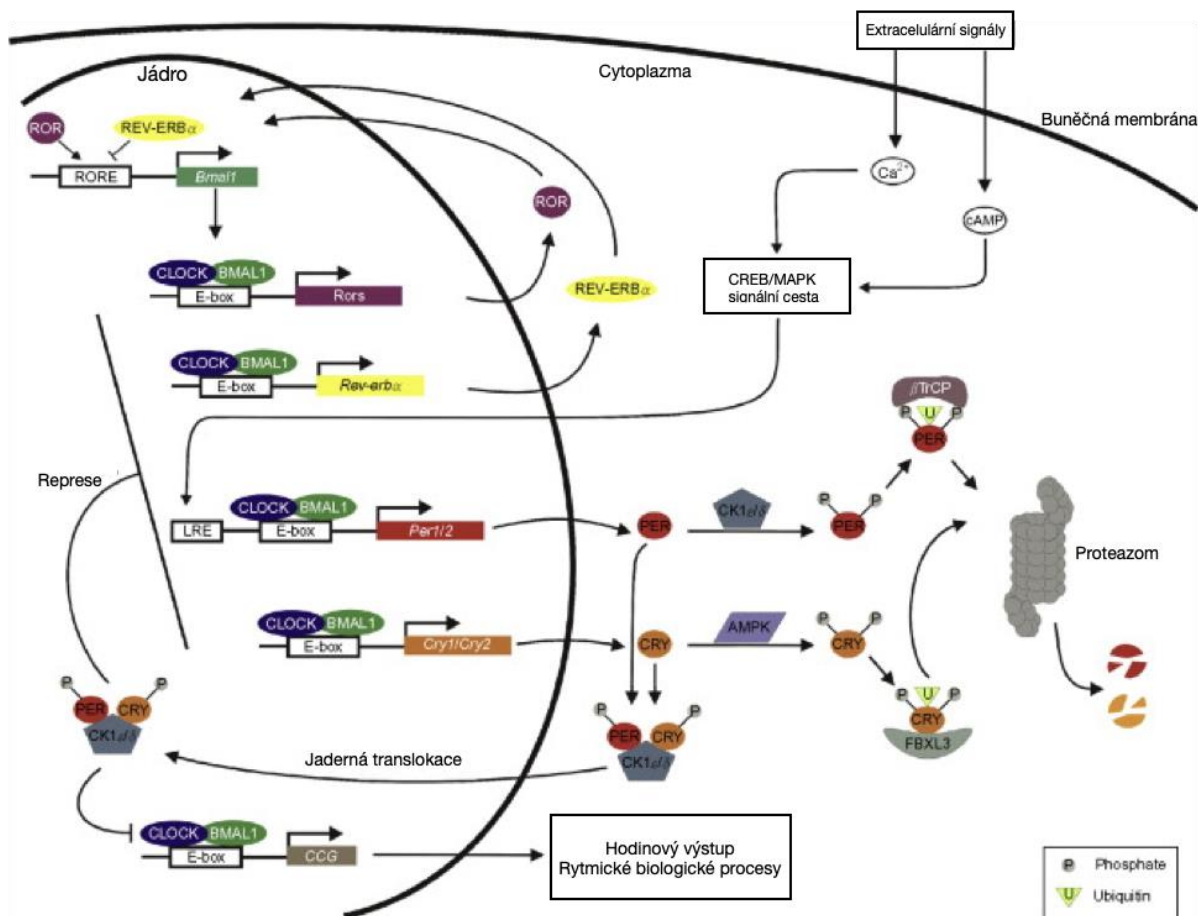 Extracelulární signály
Jádro
Cytoplazma
Buněčná membrána
ROR
REV-ERBα
RORE
Bmal1
Ca2+
ROR
cAMP
CLOCK
BMAL1
E-box
Rors
REV-ERBα
CREB/MAPK
signální cesta
CLOCK
BMAL1
E-box
Rev-erbα
βTrCP
P
U
P
PER
Represe
CLOCK
BMAL1
LRE
E-box
Per1/2
PER
CK1ε/δ
P
P
PER
Proteazom
CLOCK
BMAL1
E-box
Cry1/Cry2
CRY
AMPK
P
P
CRY
P
U
P
CRY
FBXL3
P
P
PER
CRY
CK1ε/δ
P
P
PER
CRY
CK1ε/δ
Jaderná translokace
CLOCK
BMAL1
E-box
CCG
Hodinový výstup
Rytmické biologické procesy
P Phosphate
U Ubiquitin